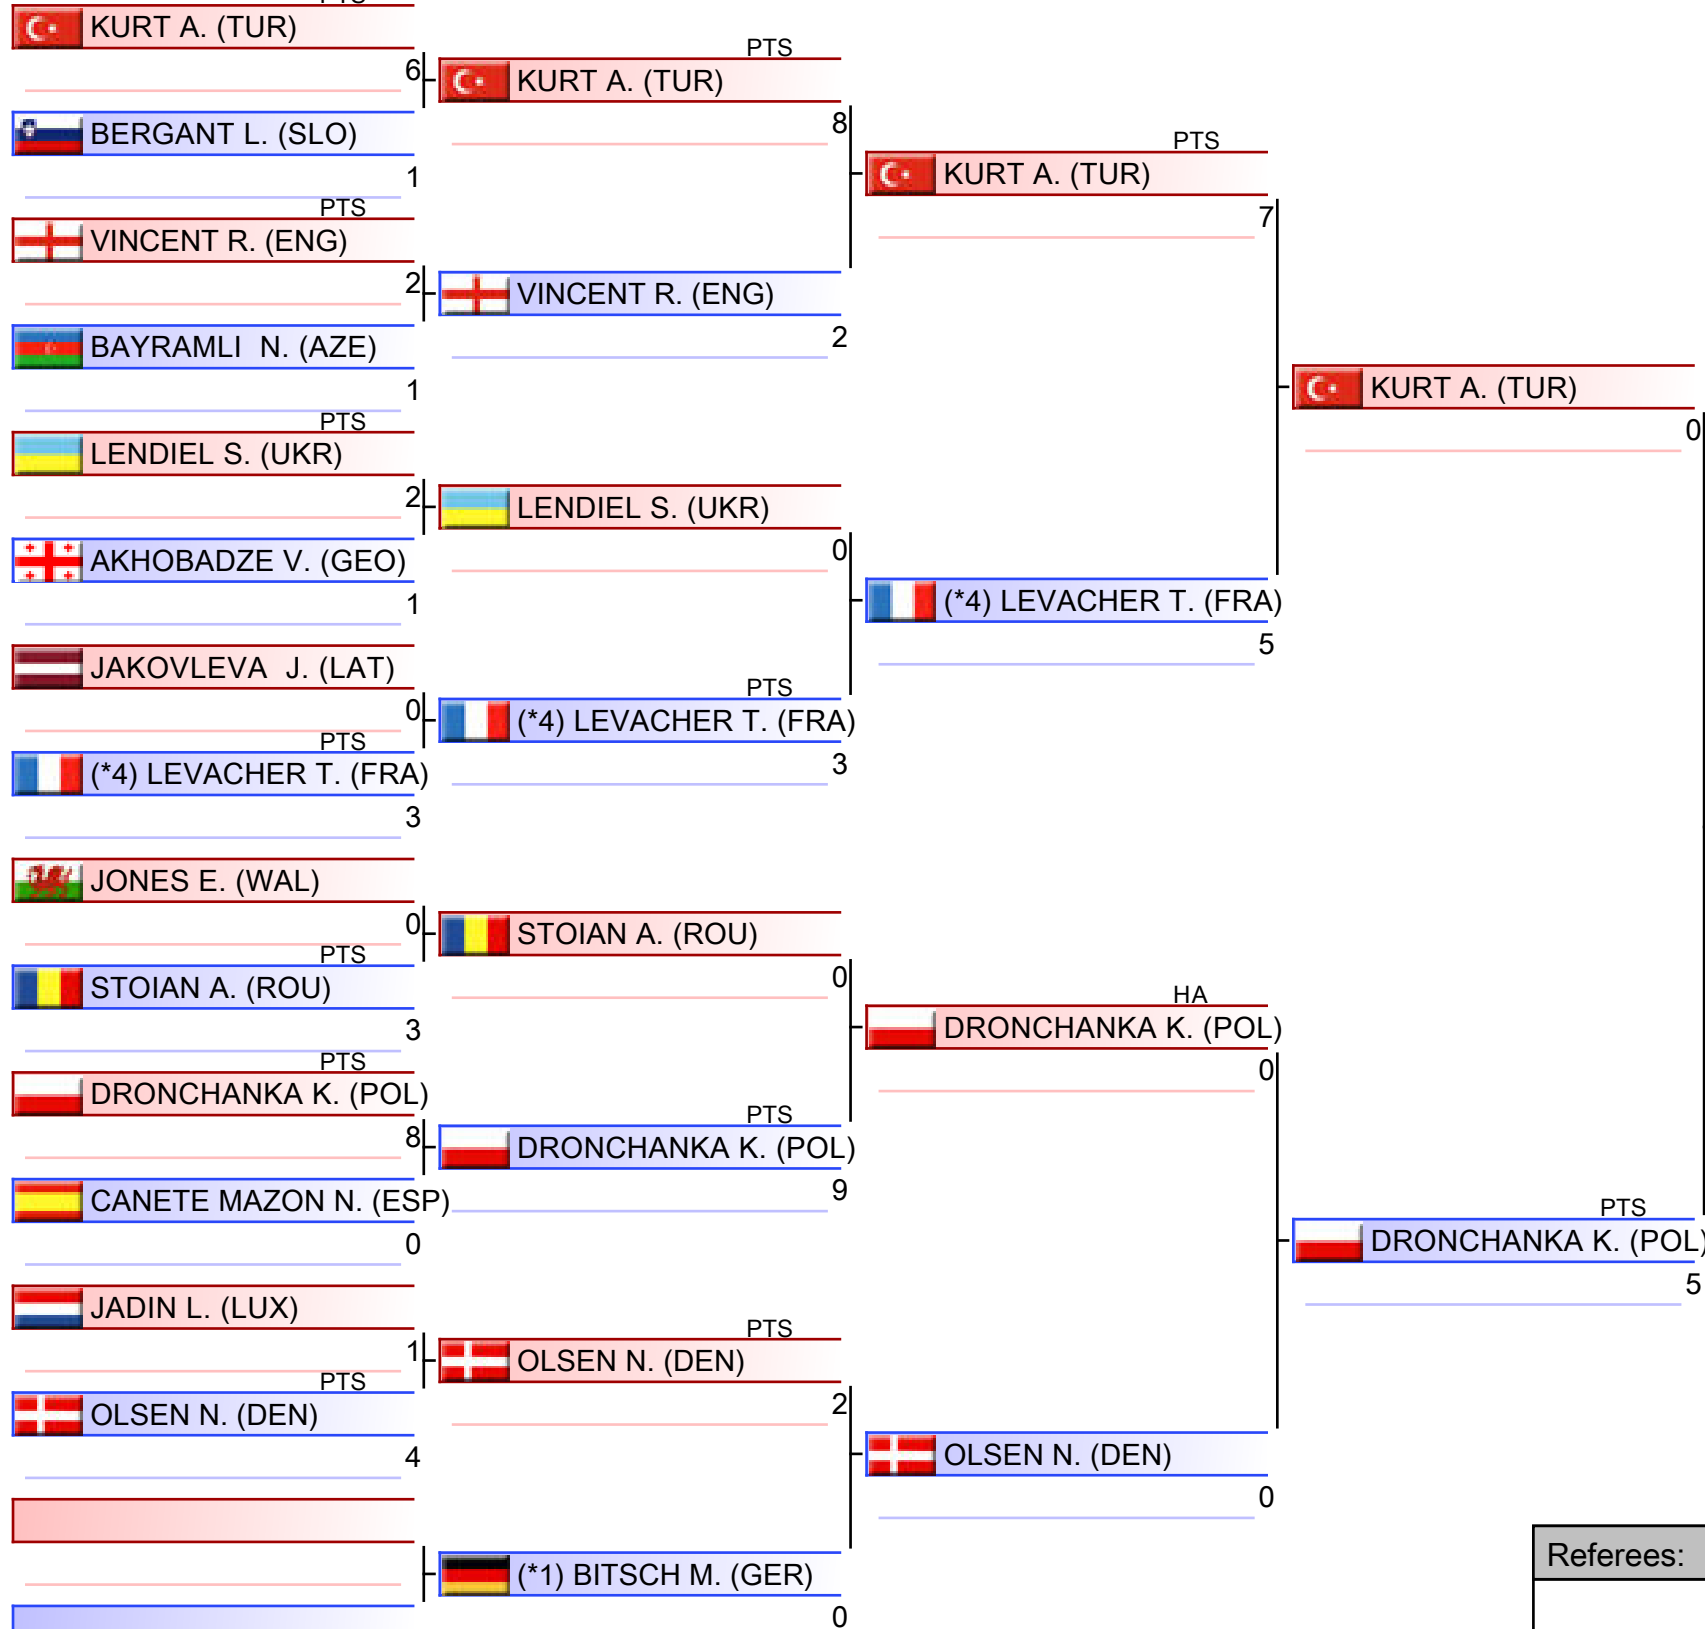 PTS
KURT A. (TUR)
6
BERGANT L. (SLO)
1
PTS
VINCENT R. (ENG)
2
BAYRAMLI  N. (AZE)
1
PTS
LENDIEL S. (UKR)
2
AKHOBADZE V. (GEO)
1
JAKOVLEVA  J. (LAT)
0
PTS
(*4) LEVACHER T. (FRA)
3
JONES E. (WAL)
0
PTS
STOIAN A. (ROU)
3
PTS
DRONCHANKA K. (POL)
8
CANETE MAZON N. (ESP)
0
JADIN L. (LUX)
1
PTS
OLSEN N. (DEN)
4
PTS
KURT A. (TUR)
8
VINCENT R. (ENG)
2
LENDIEL S. (UKR)
0
PTS
(*4) LEVACHER T. (FRA)
3
STOIAN A. (ROU)
0
PTS
DRONCHANKA K. (POL)
9
PTS
OLSEN N. (DEN)
2
(*1) BITSCH M. (GER)
0
PTS
KURT A. (TUR)
7
(*4) LEVACHER T. (FRA)
5
HA
DRONCHANKA K. (POL)
0
OLSEN N. (DEN)
0
KURT A. (TUR)
0
PTS
DRONCHANKA K. (POL)
5
Referees: